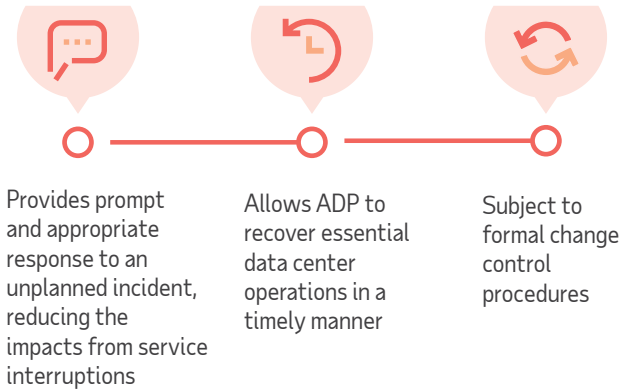 Provides prompt
and appropriate
response to an
unplanned incident,
reducing the
impacts from service
interruptions
Allows ADP to
recover essential
data center
operations in a
timely manner
Subject to
formal change
control
procedures